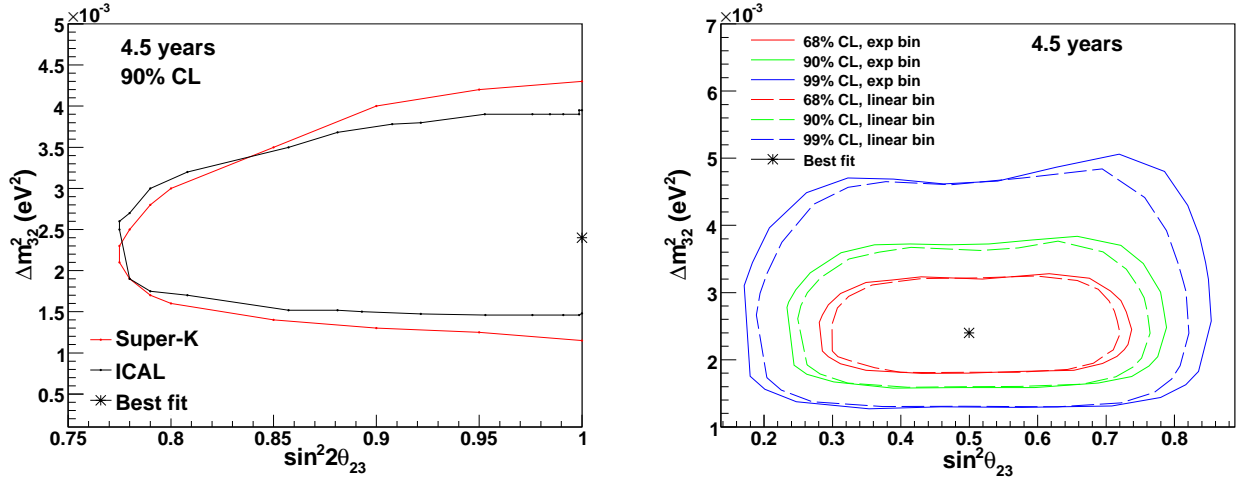 ×10⁻³
5
4.5
4
3.5
3
2.5
2
1.5
1
0.5
Δm²₃₂ (eV²)
4.5 years
90% CL
Super-K
ICAL
Best fit
0.75
0.8
0.85
0.9
0.95
1
sin²2θ₂₃
×10⁻³
7
6
5
4
3
2
1
Δm²₃₂ (eV²)
68% CL, exp bin
90% CL, exp bin
99% CL, exp bin
68% CL, linear bin
90% CL, linear bin
99% CL, linear bin
Best fit
4.5 years
0.2
0.3
0.4
0.5
0.6
0.7
0.8
sin²θ₂₃